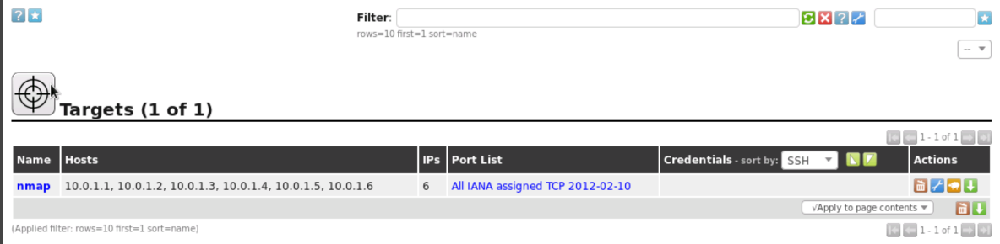 Filter:
rows=10 first=1 sort=name
--
Targets (1 of 1)
1 - 1 of 1
Name Hosts IPs Port List Credentials - sort by: SSH Actions
nmap 10.0.1.1, 10.0.1.2, 10.0.1.3, 10.0.1.4, 10.0.1.5, 10.0.1.6 6 All IANA assigned TCP 2012-02-10
√Apply to page contents
(Applied filter: rows=10 first=1 sort=name) 1 - 1 of 1